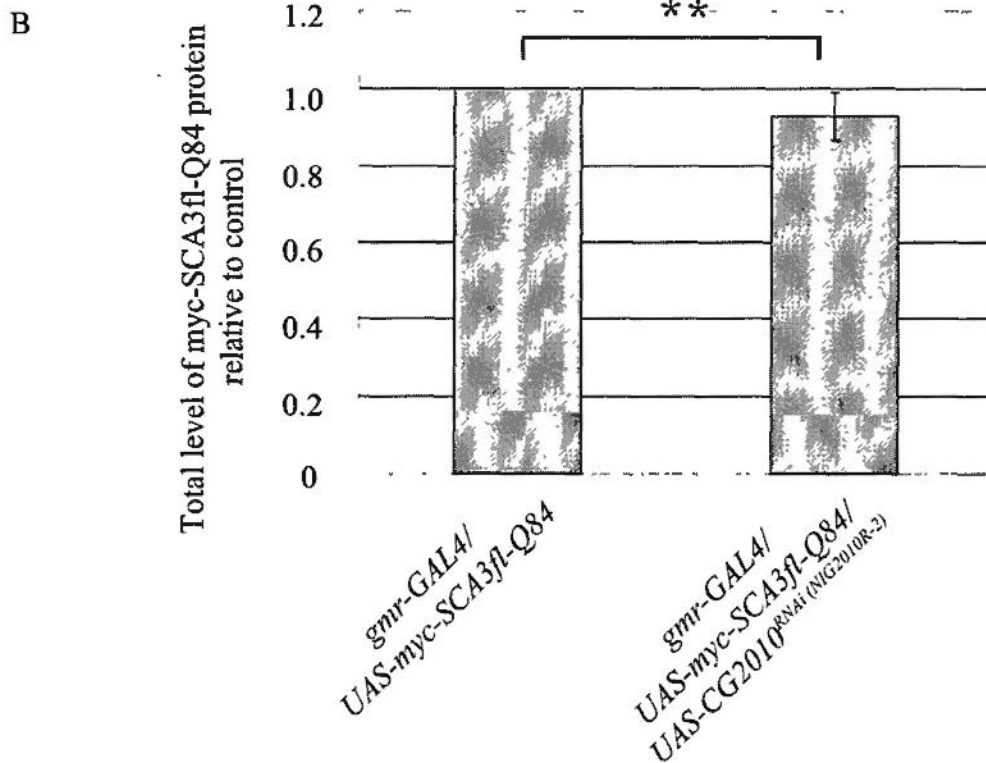 B
Total level of myc-SCA3fl-Q84 protein
relative to control
1.2
1.0
0.8
0.6
0.4
0.2
0
**
gmr-GAL4/
UAS-myc-SCA3fl-Q84
gmr-GAL4/
UAS-myc-SCA3fl-Q84/
UAS-CG2010RNAi (NIG2010R-2)